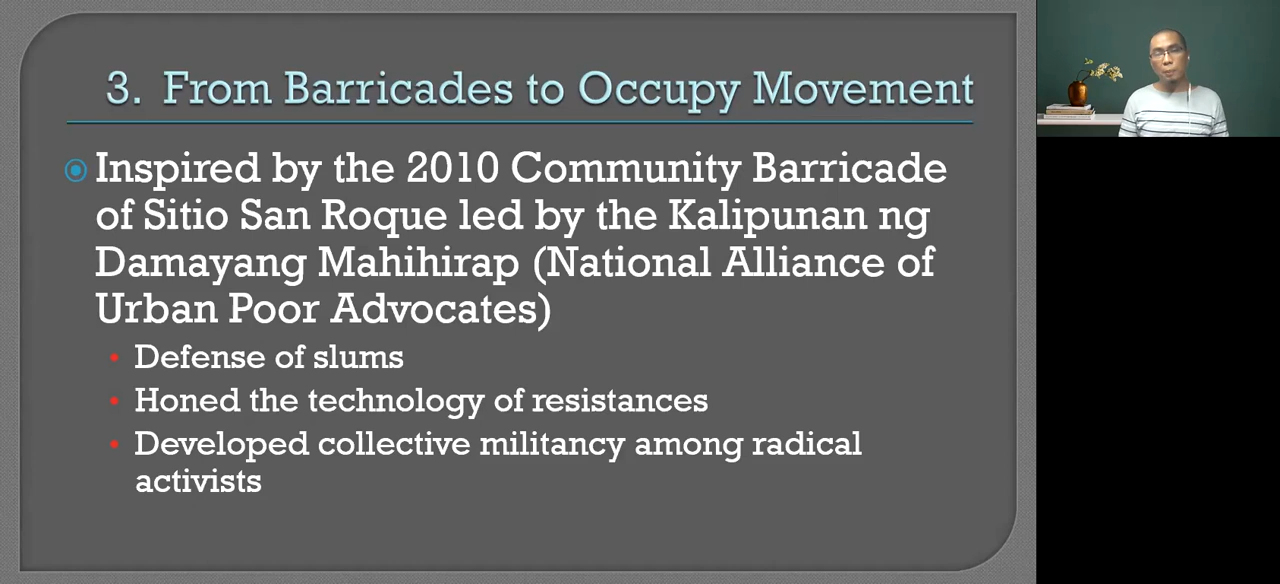 3. From Barricades to Occupy Movement
Inspired by the 2010 Community Barricade
of Sitio San Roque led by the Kalipunan ng
Damayang Mahihirap (National Alliance of
Urban Poor Advocates)
Defense of slums
Honed the technology of resistances
Developed collective militancy among radical
activists